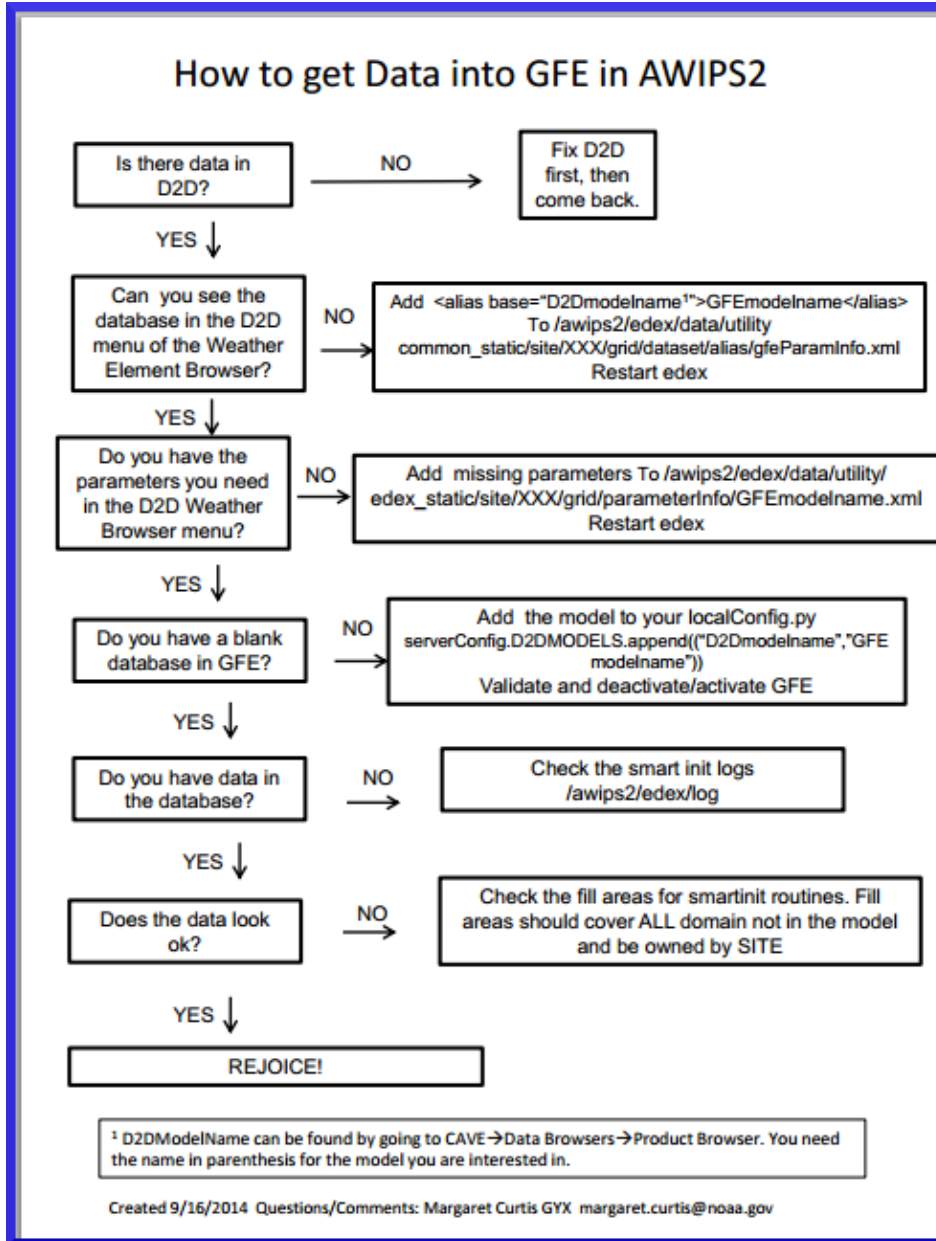 How to get Data into GFE in AWIPS2
Is there data in
D2D?
NO
Fix D2D
first, then
come back.
YES
Can you see the
database in the D2D
menu of the Weather
Element Browser?
NO
Add <alias base="D2Dmodelname¹">GFEmodelname</alias>
To /awips2/edex/data/utility
common_static/site/XXX/grid/dataset/alias/gfeParamInfo.xml
Restart edex
YES
Do you have the
parameters you need
in the D2D Weather
Browser menu?
NO
Add missing parameters To /awips2/edex/data/utility/
edex_static/site/XXX/grid/parameterInfo/GFEmodelname.xml
Restart edex
YES
Do you have a blank
database in GFE?
NO
Add the model to your localConfig.py
serverConfig.D2DMODELS.append(("D2Dmodelname","GFE
modelname"))
Validate and deactivate/activate GFE
YES
Do you have data in
the database?
NO
Check the smart init logs
/awips2/edex/log
YES
Does the data look
ok?
NO
Check the fill areas for smartinit routines. Fill
areas should cover ALL domain not in the model
and be owned by SITE
YES
REJOICE!
¹ D2DModelName can be found by going to CAVE→Data Browsers→Product Browser. You need
the name in parenthesis for the model you are interested in.
Created 9/16/2014 Questions/Comments: Margaret Curtis GYX margaret.curtis@noaa.gov